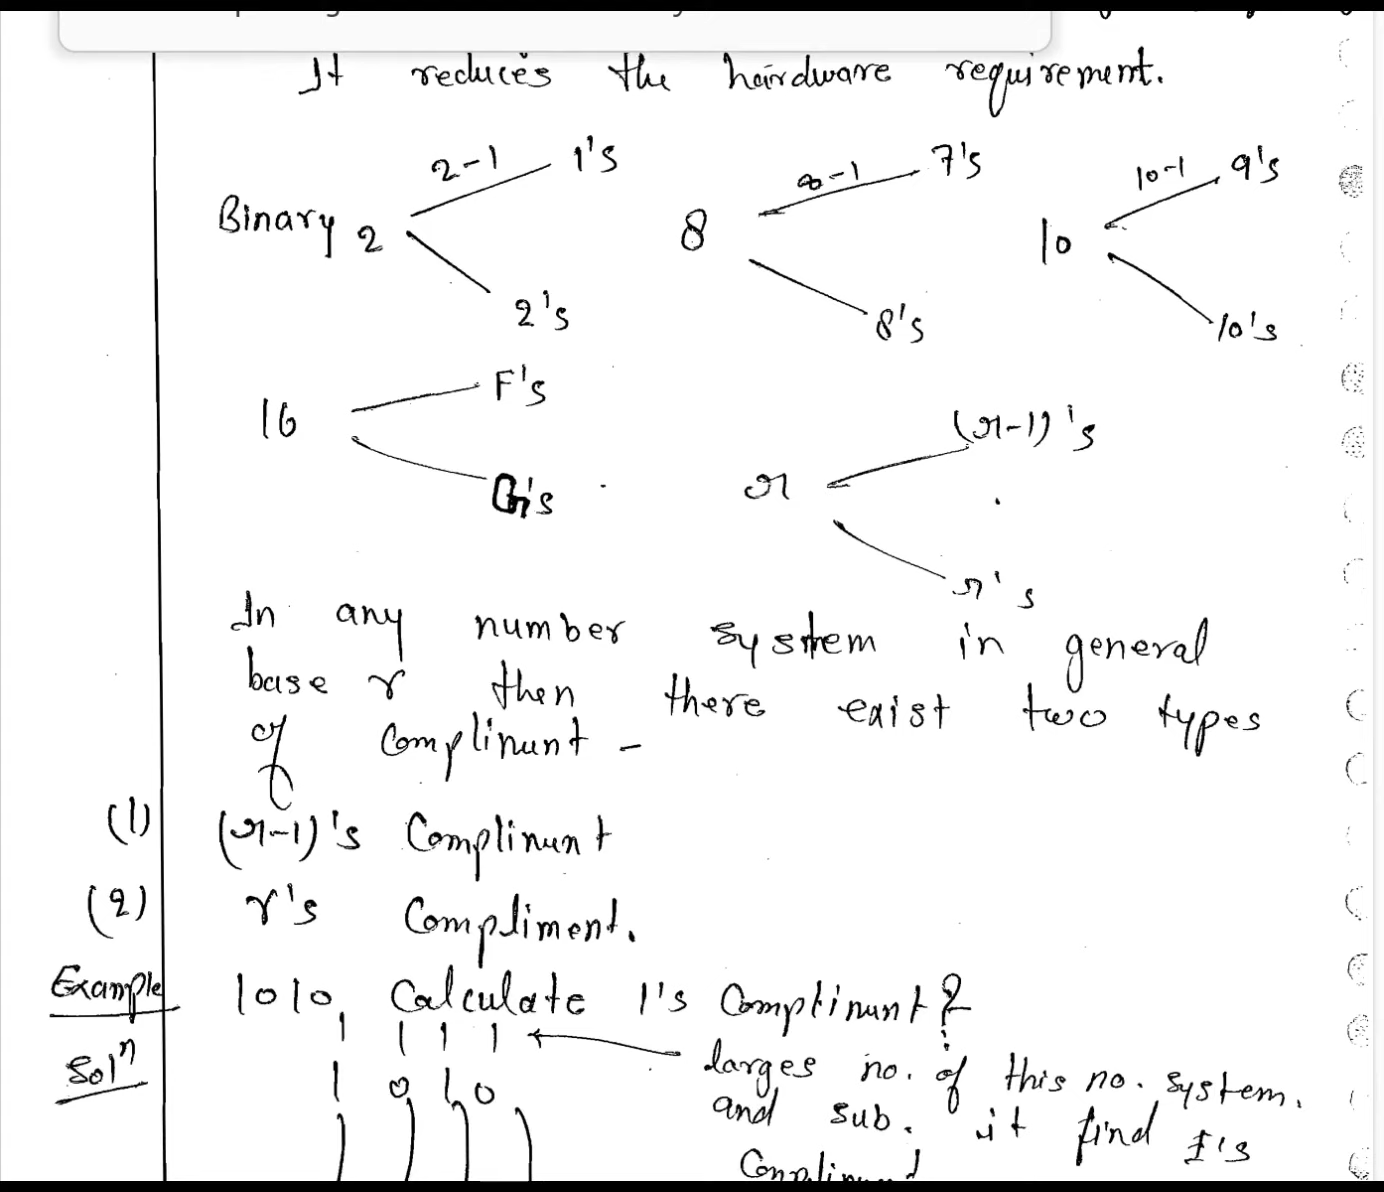 It reduces the hardware requirement.
Binary 2 2-1 1's 2's
8 8-1 7's 8's
10 10-1 9's 10's
16 F's G's
r (r-1)'s r's
In any number system in general
base r then there exist two types
of Complinunt -
(1) (r-1)'s Complinunt
(2) r's Compliment.
Example 1010, Calculate 1's Complinunt?
Solⁿ 1 1 1 1 larges no. of this no. system.
1 0 1 0 and sub. it find 1's
Complinunt